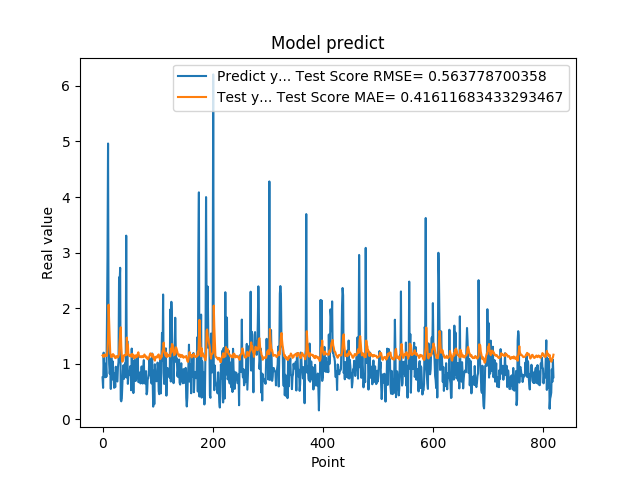 Model predict
Predict y... Test Score RMSE= 0.563778700358
Test y... Test Score MAE= 0.41611683433293467
Real value
6
5
4
3
2
1
0
0 200 400 600 800
Point